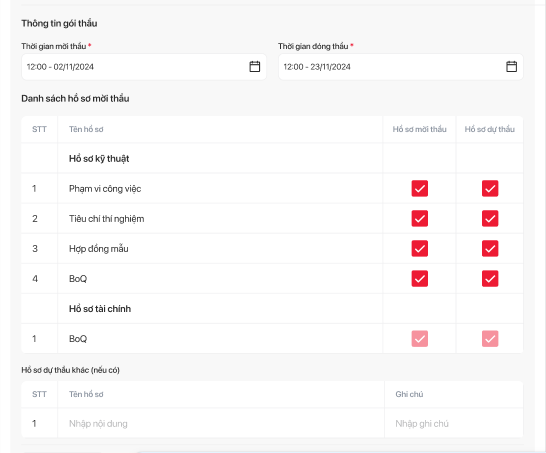 Thông tin gói thầu
Thời gian mời thầu * Thời gian đóng thầu *
12:00 - 02/11/2024 12:00 - 23/11/2024
Danh sách hồ sơ mời thầu
STT Tên hồ sơ Hồ sơ mời thầu Hồ sơ dự thầu
Hồ sơ kỹ thuật
1 Phạm vi công việc
2 Tiêu chí thí nghiệm
3 Hợp đồng mẫu
4 BoQ
Hồ sơ tài chính
1 BoQ
Hồ sơ dự thầu khác (nếu có)
STT Tên hồ sơ Ghi chú
1 Nhập nội dung Nhập ghi chú